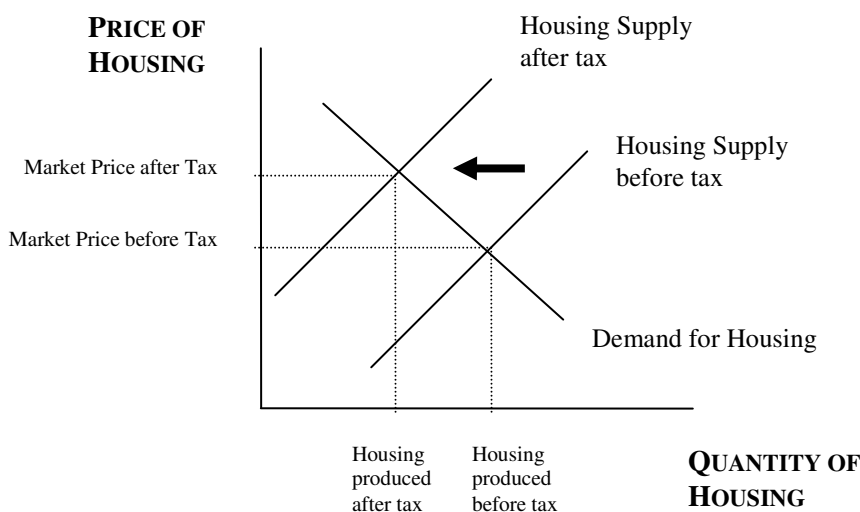 PRICE OF
HOUSING
Housing Supply
after tax
Housing Supply
before tax
Market Price after Tax
Market Price before Tax
Demand for Housing
Housing
produced
after tax
Housing
produced
before tax
QUANTITY OF
HOUSING